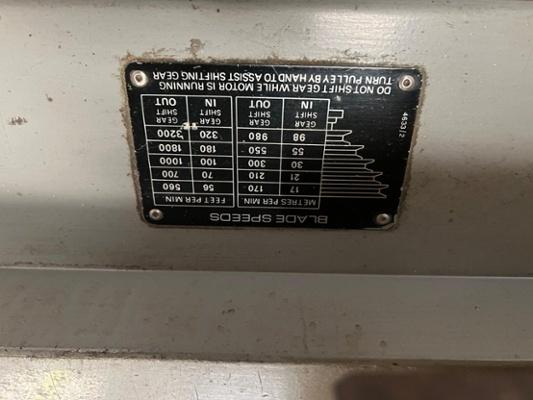 BLADE SPEEDS
METRES PER MIN. FEET PER MIN.
17 170 56 560
21 210 70 700
30 300 100 1000
55 550 180 1800
98 980 320 3200
GEAR GEAR GEAR GEAR
SHIFT SHIFT SHIFT SHIFT
IN OUT IN OUT
4633/2
DO NOT SHIFT GEAR WHILE MOTOR IS RUNNING
TURN PULLEY BY HAND TO ASSIST SHIFTING GEAR